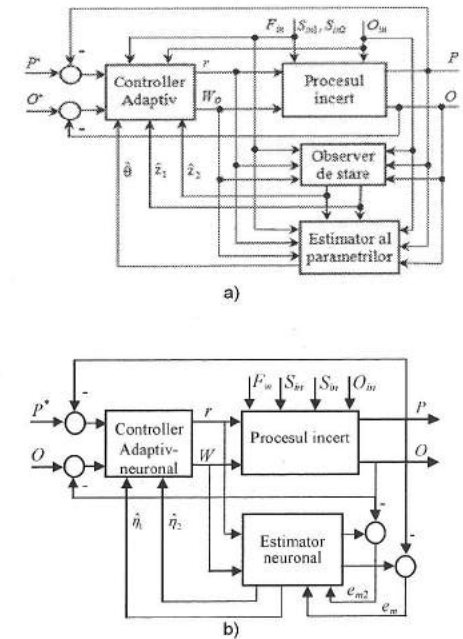 F_in S_in1, S_in2 O_in
P*
Controller Adaptiv
r
Procesul incert
P
O*
W_O
O
θ̂ ẑ_1 ẑ_2
Observer de stare
Estimator al parametrilor
a)
F_in S_in S_in O_in
P*
Controller Adaptiv-neuronal
r
Procesul incert
P
O
W
O
η̂_1 η̂_2
Estimator neuronal
e_m2
e_m
b)